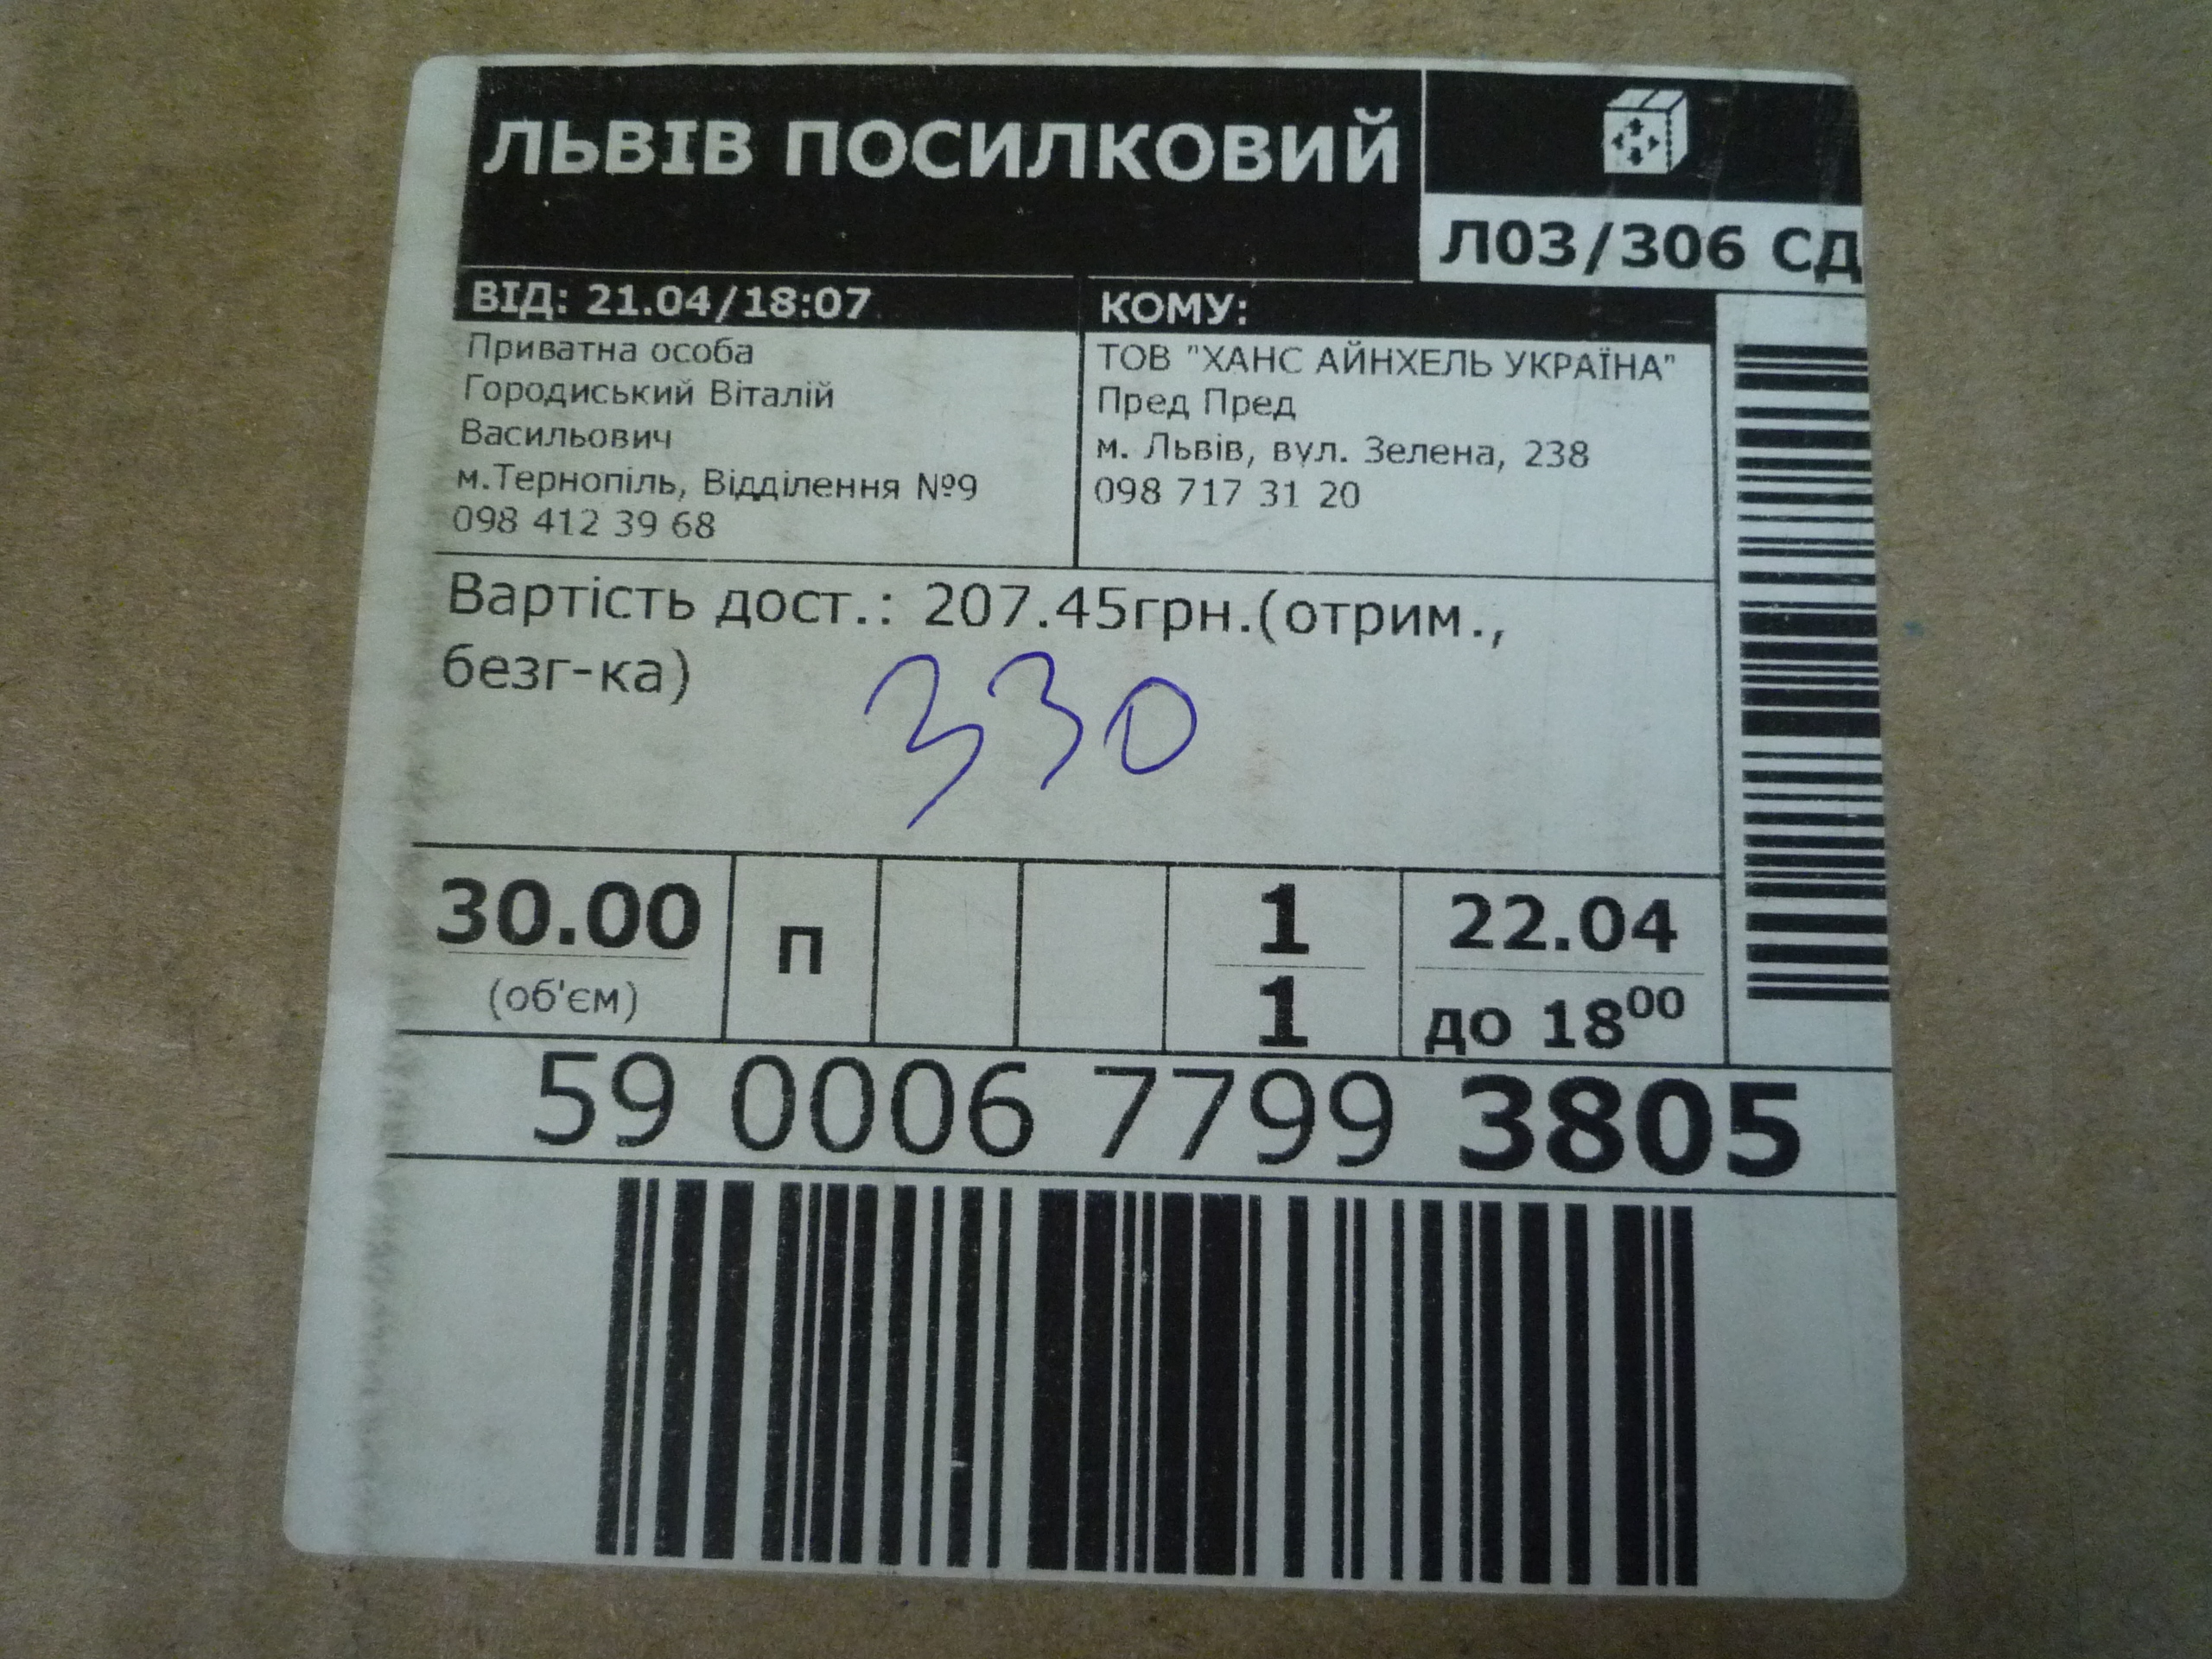 ЛЬВІВ ПОСИЛКОВИЙ
Л03/306 СД
ВІД: 21.04/18:07
Приватна особа
Городиський Віталій
Васильович
м.Тернопіль, Відділення №9
098 412 39 68
КОМУ:
ТОВ "ХАНС АЙНХЕЛЬ УКРАЇНА"
Пред Пред
м. Львів, вул. Зелена, 238
098 717 31 20
Вартість дост.: 207.45грн.(отрим.,
безг-ка)
330
30.00
(об'єм)
п
1
1
22.04
до 18⁰⁰
59 0006 7799 3805